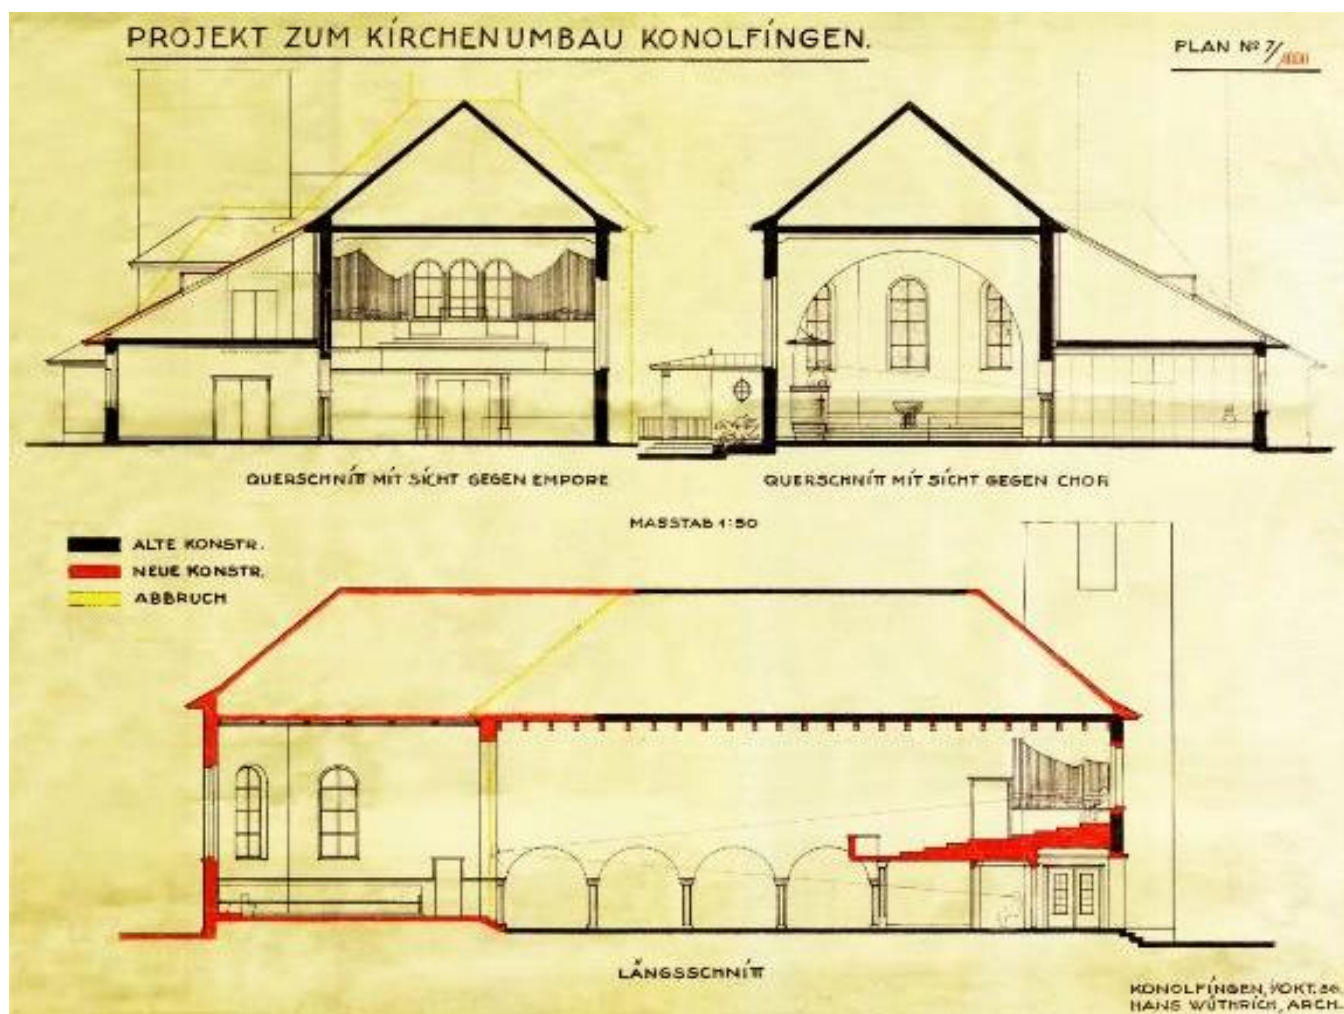 PROJEKT ZUM KIRCHENUMBAU KONOLFINGEN.
PLAN No 7/
QUERSCHNITT MIT SICHT GEGEN EMPORE
QUERSCHNITT MIT SICHT GEGEN CHOR
MASSTAB 1:50
ALTE KONSTR.
NEUE KONSTR.
ABBRUCH
LÄNGSSCHNITT
KONOLFINGEN, OKT.
HANS WÜTHRICH, ARCH.